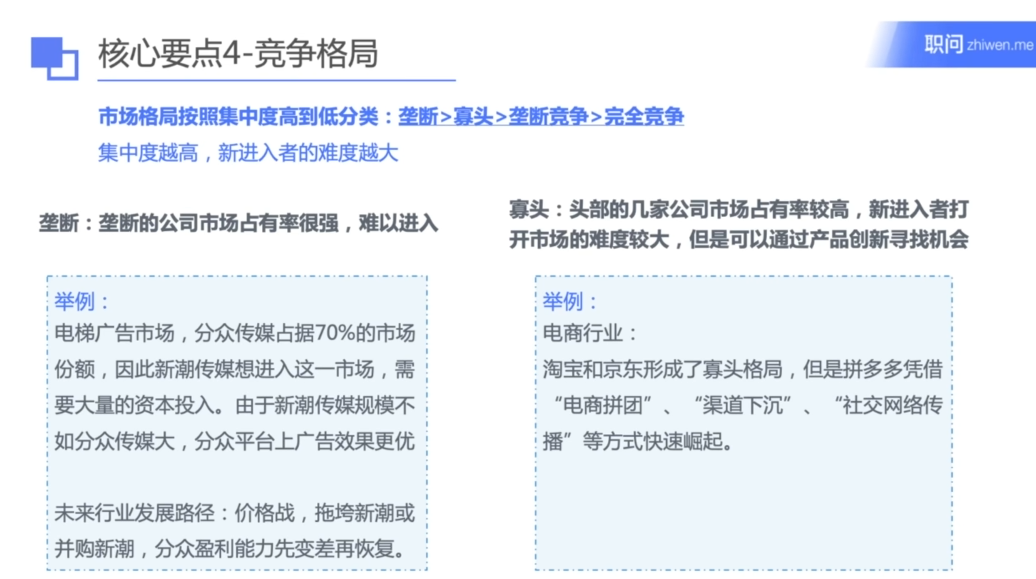 核心要点4-竞争格局
职问 zhiwen.me
市场格局按照集中度高到低分类：垄断>寡头>垄断竞争>完全竞争
集中度越高，新进入者的难度越大
垄断：垄断的公司市场占有率很强，难以进入
举例：
电梯广告市场，分众传媒占据70%的市场
份额，因此新潮传媒想进入这一市场，需
要大量的资本投入。由于新潮传媒规模不
如分众传媒大，分众平台上广告效果更优
未来行业发展路径：价格战，拖垮新潮或
并购新潮，分众盈利能力先变差再恢复。
寡头：头部的几家公司市场占有率较高，新进入者打
开市场的难度较大，但是可以通过产品创新寻找机会
举例：
电商行业：
淘宝和京东形成了寡头格局，但是拼多多凭借
“电商拼团”、“渠道下沉”、“社交网络传
播”等方式快速崛起。